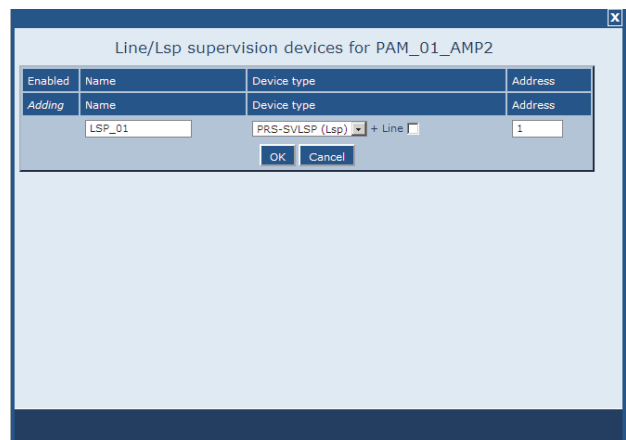 X
Line/Lsp supervision devices for PAM_01_AMP2
Enabled Name Device type Address
Adding Name Device type Address
LSP_01 PRS-SVLSP (Lsp) + Line 1
OK Cancel